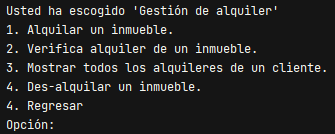 Usted ha escogido 'Gestión de alquiler'
1. Alquilar un inmueble.
2. Verifica alquiler de un inmueble.
3. Mostrar todos los alquileres de un cliente.
4. Des-alquilar un inmueble.
4. Regresar
Opción: